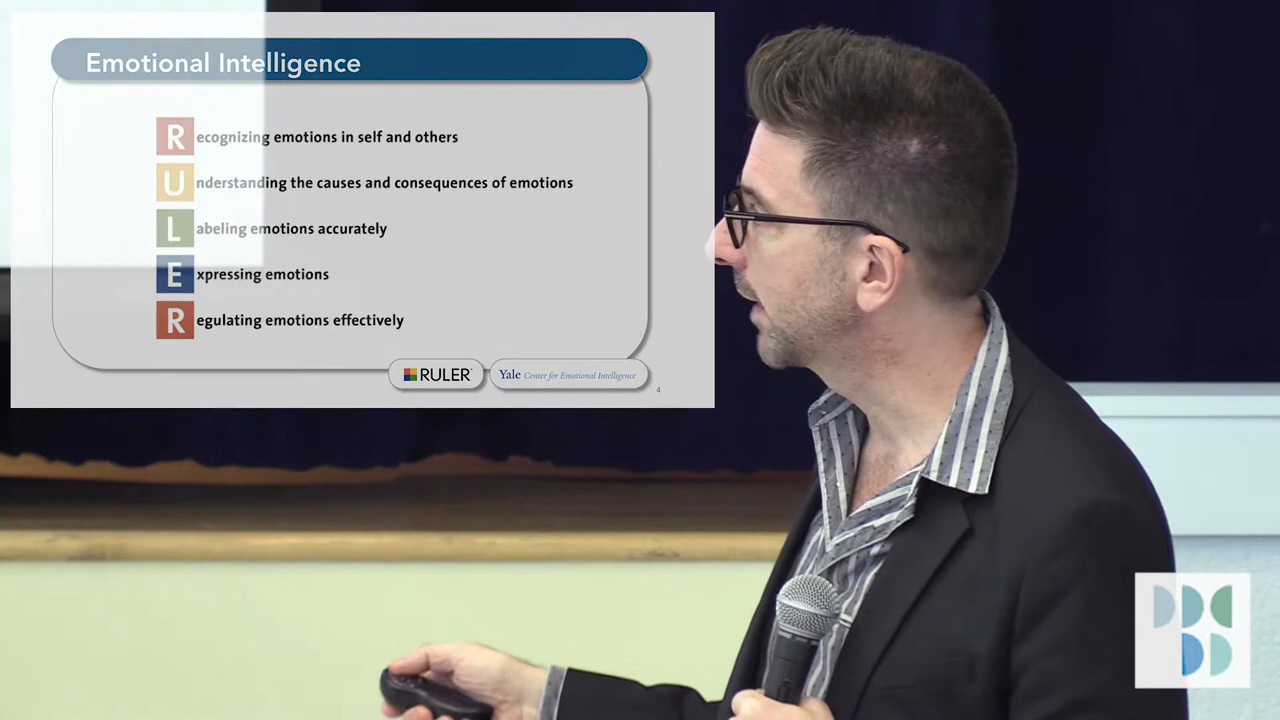 Emotional Intelligence
Recognizing emotions in self and others
Understanding the causes and consequences of emotions
Labeling emotions accurately
Expressing emotions
Regulating emotions effectively
RULER
Yale Center for Emotional Intelligence
4